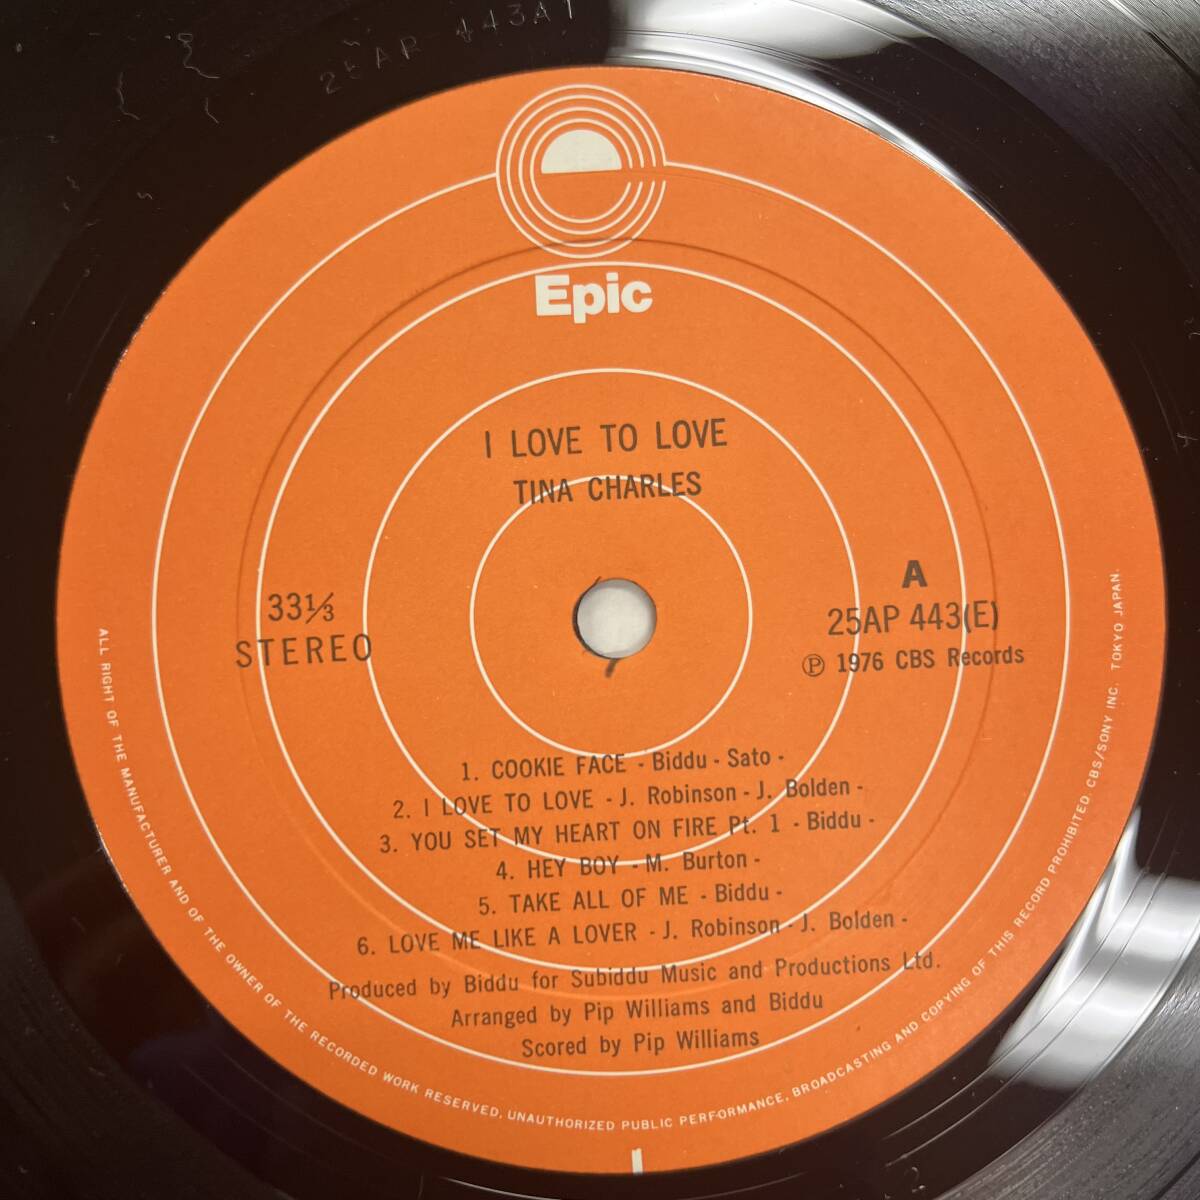 25AP 443A1
Epic
I LOVE TO LOVE
TINA CHARLES
33⅓
STEREO
A
25AP 443(E)
Ⓟ 1976 CBS Records
1. COOKIE FACE - Biddu - Sato -
2. I LOVE TO LOVE - J. Robinson - J. Bolden -
3. YOU SET MY HEART ON FIRE Pt. 1 - Biddu -
4. HEY BOY - M. Burton -
5. TAKE ALL OF ME - Biddu -
6. LOVE ME LIKE A LOVER - J. Robinson - J. Bolden -
Produced by Biddu for Subiddu Music and Productions Ltd.
Arranged by Pip Williams and Biddu
Scored by Pip Williams
ALL RIGHT OF THE MANUFACTURER AND OF THE OWNER OF THE RECORDED WORK RESERVED. UNAUTHORIZED PUBLIC PERFORMANCE, BROADCASTING AND COPYING OF THIS RECORD PROHIBITED. CBS/SONY INC. TOKYO JAPAN.